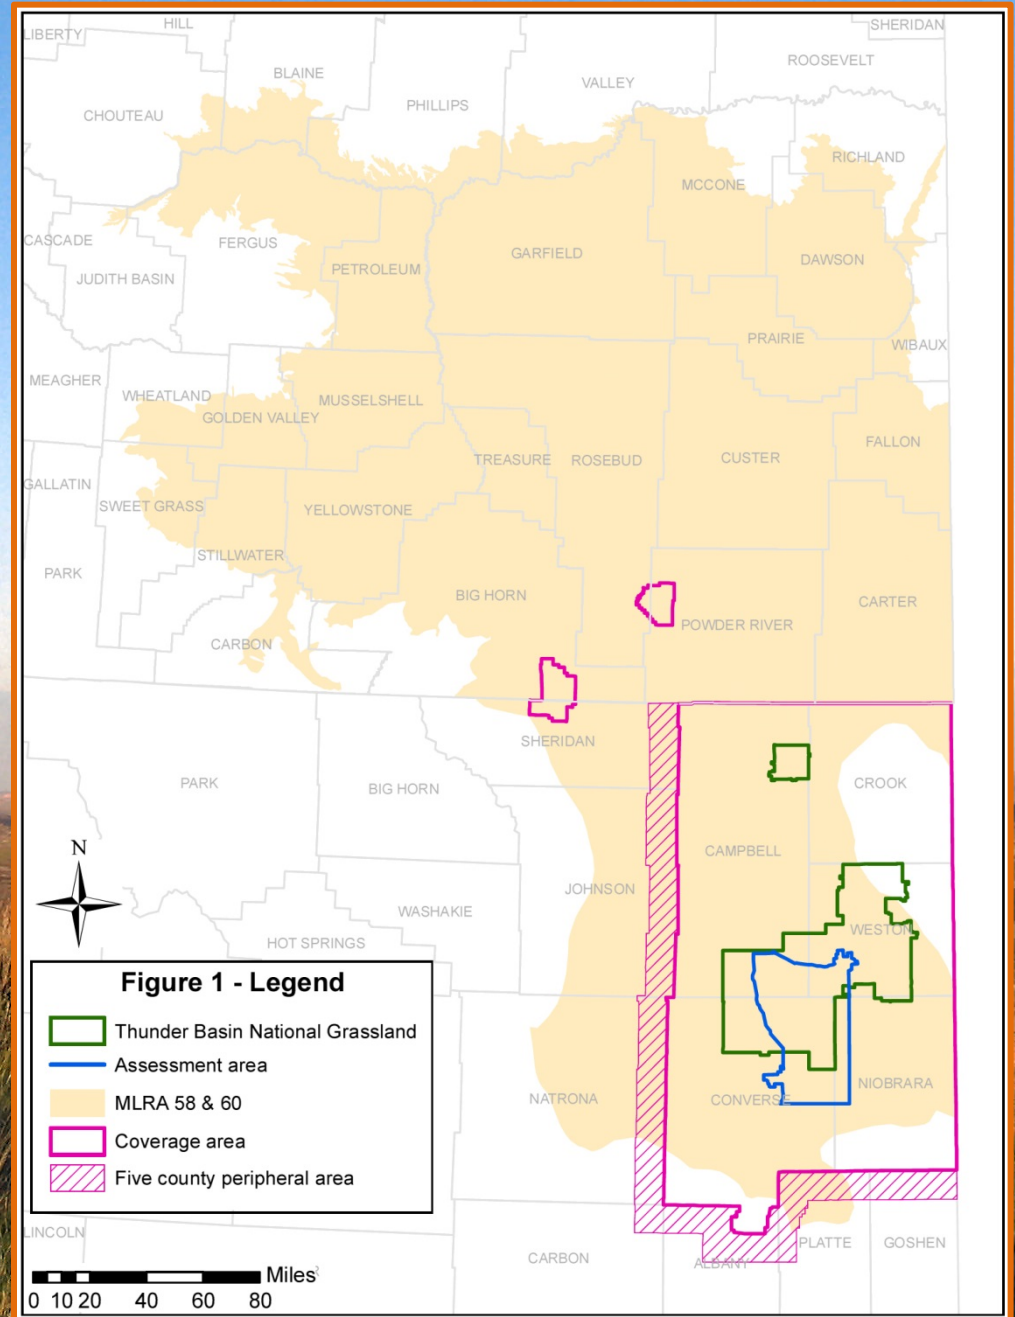 HILL
SHERIDAN
LIBERTY
ROOSEVELT
BLAINE
VALLEY
PHILLIPS
CHOUTEAU
RICHLAND
MCCONE
CASCADE
FERGUS
GARFIELD
DAWSON
JUDITH BASIN
PETROLEUM
PRAIRIE
WIBAUX
MEAGHER
WHEATLAND
MUSSELSHELL
GOLDEN VALLEY
FALLON
TREASURE
ROSEBUD
CUSTER
GALLATIN
SWEET GRASS
YELLOWSTONE
STILLWATER
PARK
BIG HORN
CARTER
POWDER RIVER
CARBON
SHERIDAN
PARK
BIG HORN
CROOK
N
CAMPBELL
JOHNSON
WASHAKIE
WESTON
HOT SPRINGS
Figure 1 - Legend
Thunder Basin National Grassland
Assessment area
MLRA 58 & 60
Coverage area
Five county peripheral area
NIOBRARA
NATRONA
CONVERSE
LINCOLN
PLATTE
GOSHEN
CARBON
ALBANY
Miles
0 10 20 40 60 80